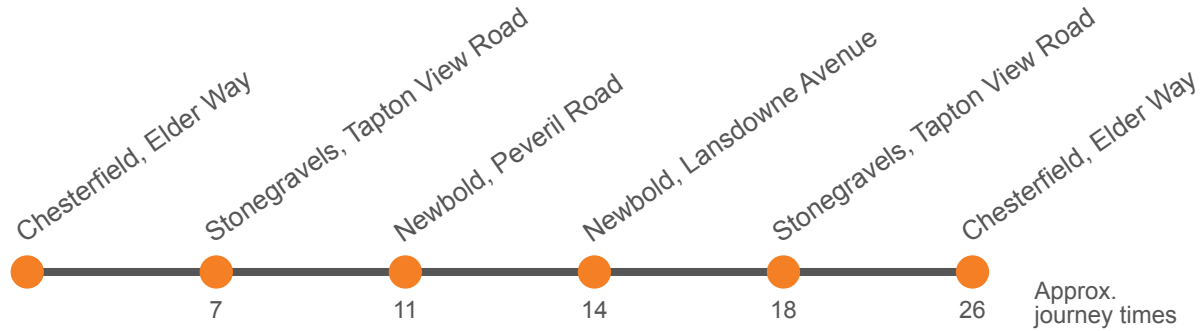 Chesterfield, Elder Way
Stonegravels, Tapton View Road
Newbold, Peveril Road
Newbold, Lansdowne Avenue
Stonegravels, Tapton View Road
Chesterfield, Elder Way
7
11
14
18
26
Approx.
journey times